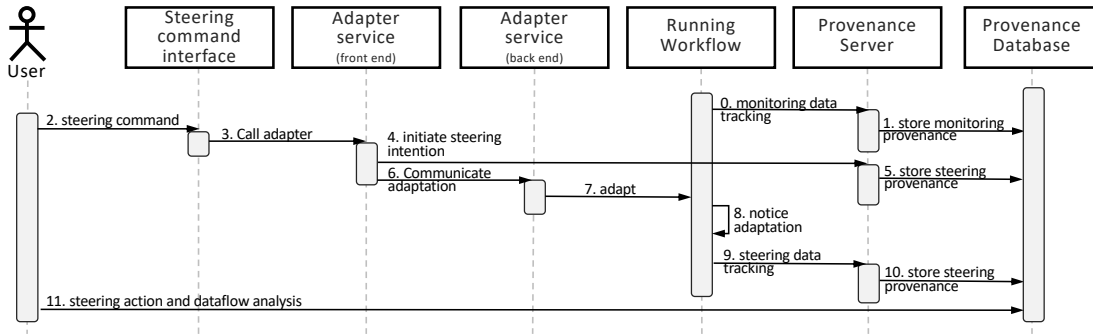 User
Steering
command
interface
Adapter
service
(front end)
Adapter
service
(back end)
Running
Workflow
Provenance
Server
Provenance
Database
0. monitoring data
tracking
1. store monitoring
provenance
2. steering command
3. Call adapter
4. initiate steering
intention
5. store steering
provenance
6. Communicate
adaptation
7. adapt
8. notice
adaptation
9. steering data
tracking
10. store steering
provenance
11. steering action and dataflow analysis